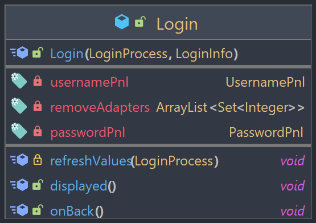 Login
Login(LoginProcess, LoginInfo)
usernamePnl UsernamePnl
removeAdapters ArrayList<Set<Integer>>
passwordPnl PasswordPnl
refreshValues(LoginProcess) void
displayed() void
onBack() void